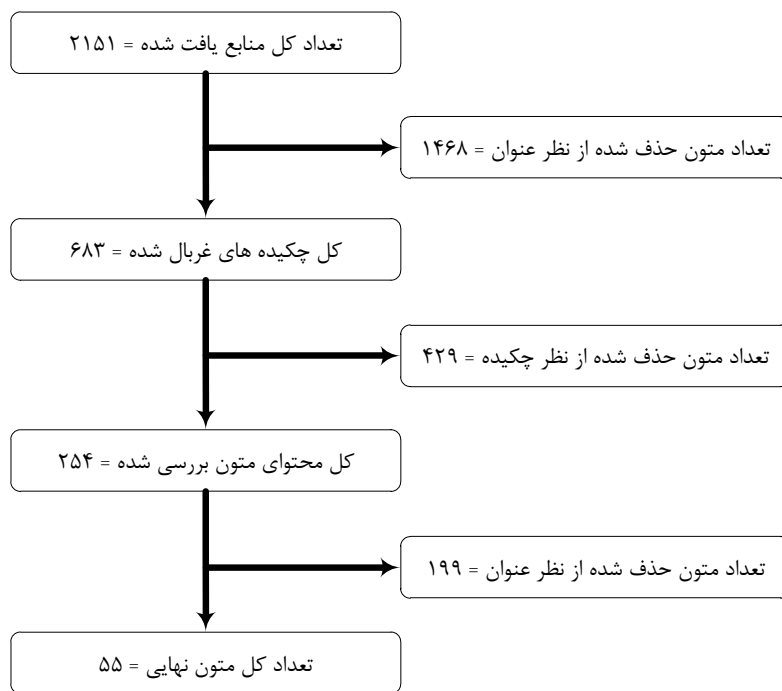 تعداد کل منابع یافت شده = ۲۱۵۱
تعداد متون حذف شده از نظر عنوان = ۱۴۶۸
کل چکیده های غربال شده = ۶۸۳
تعداد متون حذف شده از نظر چکیده = ۴۲۹
کل محتوای متون بررسی شده = ۲۵۴
تعداد متون حذف شده از نظر عنوان = ۱۹۹
تعداد کل متون نهایی = ۵۵